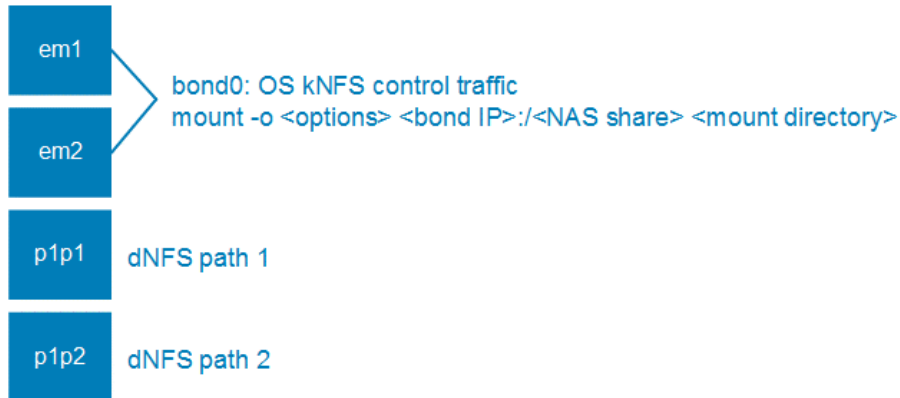 em1
bond0: OS kNFS control traffic
mount -o <options> <bond IP>:/<NAS share> <mount directory>
em2
p1p1
dNFS path 1
p1p2
dNFS path 2